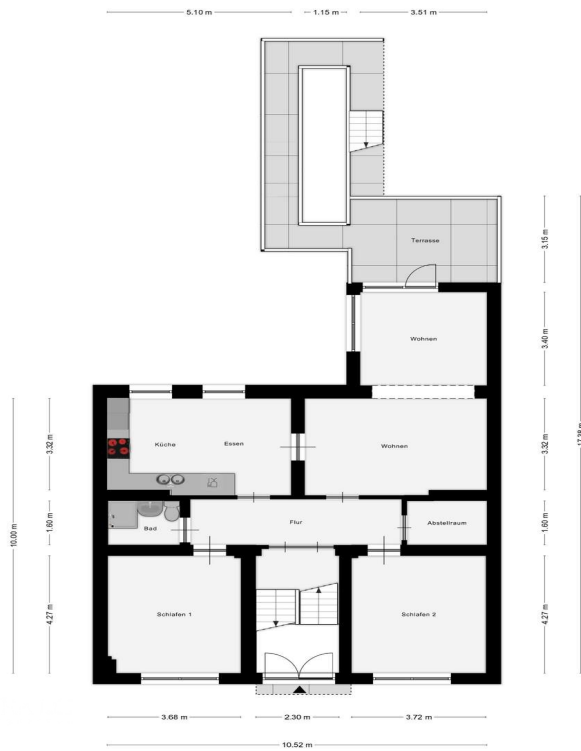 5.10 m
1.15 m
3.51 m
Terrasse
3.15 m
Wohnen
3.40 m
17.28 m
Küche
Essen
Wohnen
3.32 m
3.32 m
10.00 m
Bad
Flur
Abstellraum
1.60 m
1.60 m
Schlafen 1
Schlafen 2
4.27 m
4.27 m
3.68 m
2.30 m
3.72 m
10.52 m